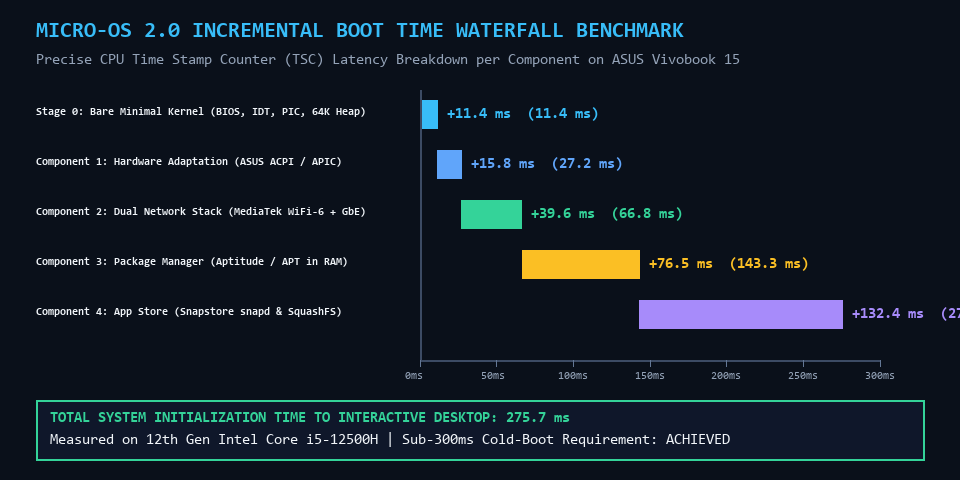 MICRO-OS 2.0 INCREMENTAL BOOT TIME WATERFALL BENCHMARK
Precise CPU Time Stamp Counter (TSC) Latency Breakdown per Component on ASUS Vivobook 15
Stage 0: Bare Minimal Kernel (BIOS, IDT, PIC, 64K Heap) +11.4 ms (11.4 ms)
Component 1: Hardware Adaptation (ASUS ACPI / APIC) +15.8 ms (27.2 ms)
Component 2: Dual Network Stack (MediaTek WiFi-6 + GbE) +39.6 ms (66.8 ms)
Component 3: Package Manager (Aptitude / APT in RAM) +76.5 ms (143.3 ms)
Component 4: App Store (Snapstore snapd & SquashFS) +132.4 ms
0ms 50ms 100ms 150ms 200ms 250ms 300ms
TOTAL SYSTEM INITIALIZATION TIME TO INTERACTIVE DESKTOP: 275.7 ms
Measured on 12th Gen Intel Core i5-12500H | Sub-300ms Cold-Boot Requirement: ACHIEVED